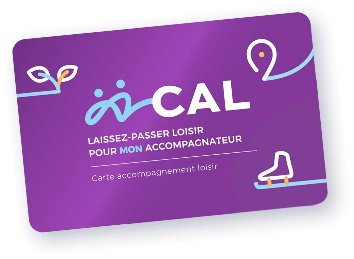 CAL
LAISSEZ-PASSER LOISIR
POUR MON ACCOMPAGNATEUR
Carte accompagnement loisir